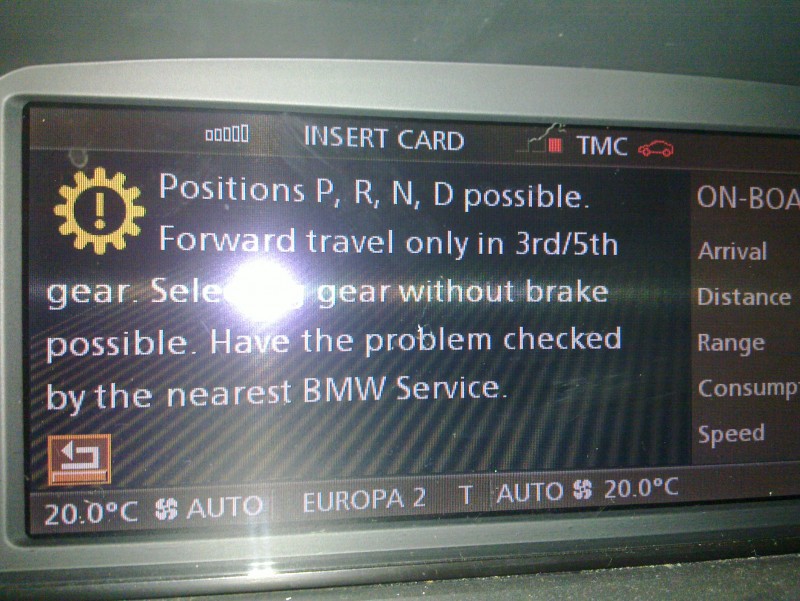 INSERT CARD TMC
Positions P, R, N, D possible.
Forward travel only in 3rd/5th
gear. Selecting gear without brake
possible. Have the problem checked
by the nearest BMW Service.
ON-BOA
Arrival
Distance
Range
Consump
Speed
20.0°C AUTO EUROPA 2 T AUTO 20.0°C